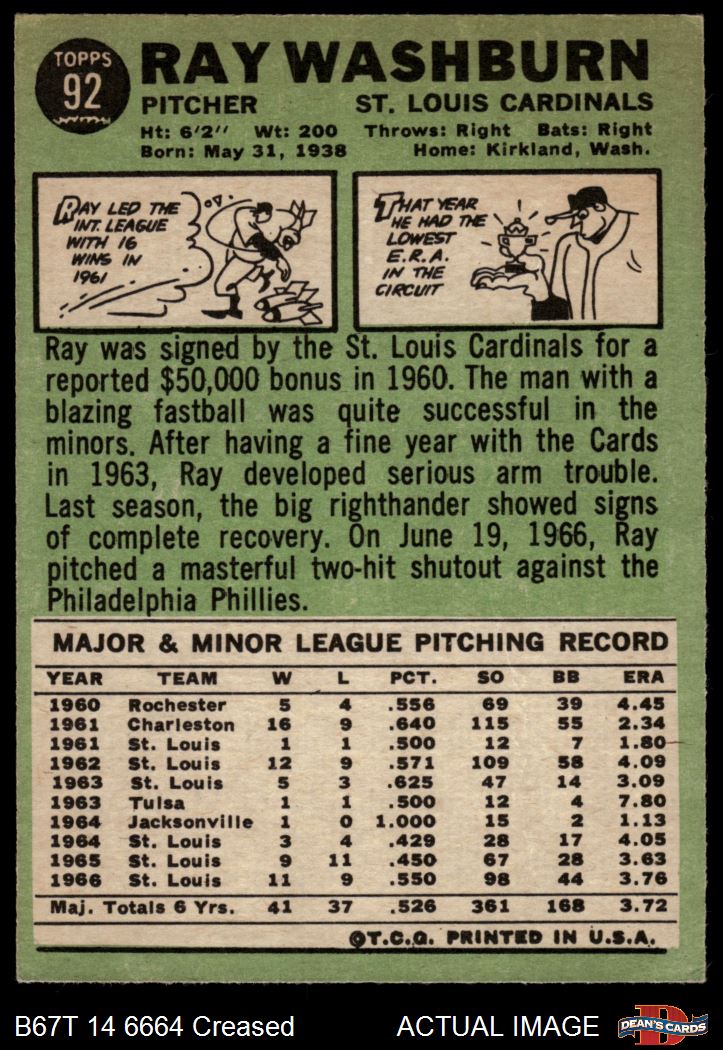 TOPPS
92
RAY WASHBURN
PITCHER ST. LOUIS CARDINALS
Ht: 6'2" Wt: 200 Throws: Right Bats: Right
Born: May 31, 1938 Home: Kirkland, Wash.
RAY LED THE
INT. LEAGUE
WITH 16
WINS IN
1961
THAT YEAR
HE HAD THE
LOWEST
E.R.A.
IN THE
CIRCUIT
Ray was signed by the St. Louis Cardinals for a
reported $50,000 bonus in 1960. The man with a
blazing fastball was quite successful in the
minors. After having a fine year with the Cards
in 1963, Ray developed serious arm trouble.
Last season, the big righthander showed signs
of complete recovery. On June 19, 1966, Ray
pitched a masterful two-hit shutout against the
Philadelphia Phillies.
MAJOR & MINOR LEAGUE PITCHING RECORD
YEAR TEAM W L PCT. SO BB ERA
1960 Rochester 5 4 .556 69 39 4.45
1961 Charleston 16 9 .640 115 55 2.34
1961 St. Louis 1 1 .500 12 7 1.80
1962 St. Louis 12 9 .571 109 58 4.09
1963 St. Louis 5 3 .625 47 14 3.09
1963 Tulsa 1 1 .500 12 4 7.80
1964 Jacksonville 1 0 1.000 15 2 1.13
1964 St. Louis 3 4 .429 28 17 4.05
1965 St. Louis 9 11 .450 67 28 3.63
1966 St. Louis 11 9 .550 98 44 3.76
Maj. Totals 6 Yrs. 41 37 .526 361 168 3.72
©T.C.G. PRINTED IN U.S.A.
B67T 14 6664 Creased ACTUAL IMAGE
D
DEAN'S CARDS